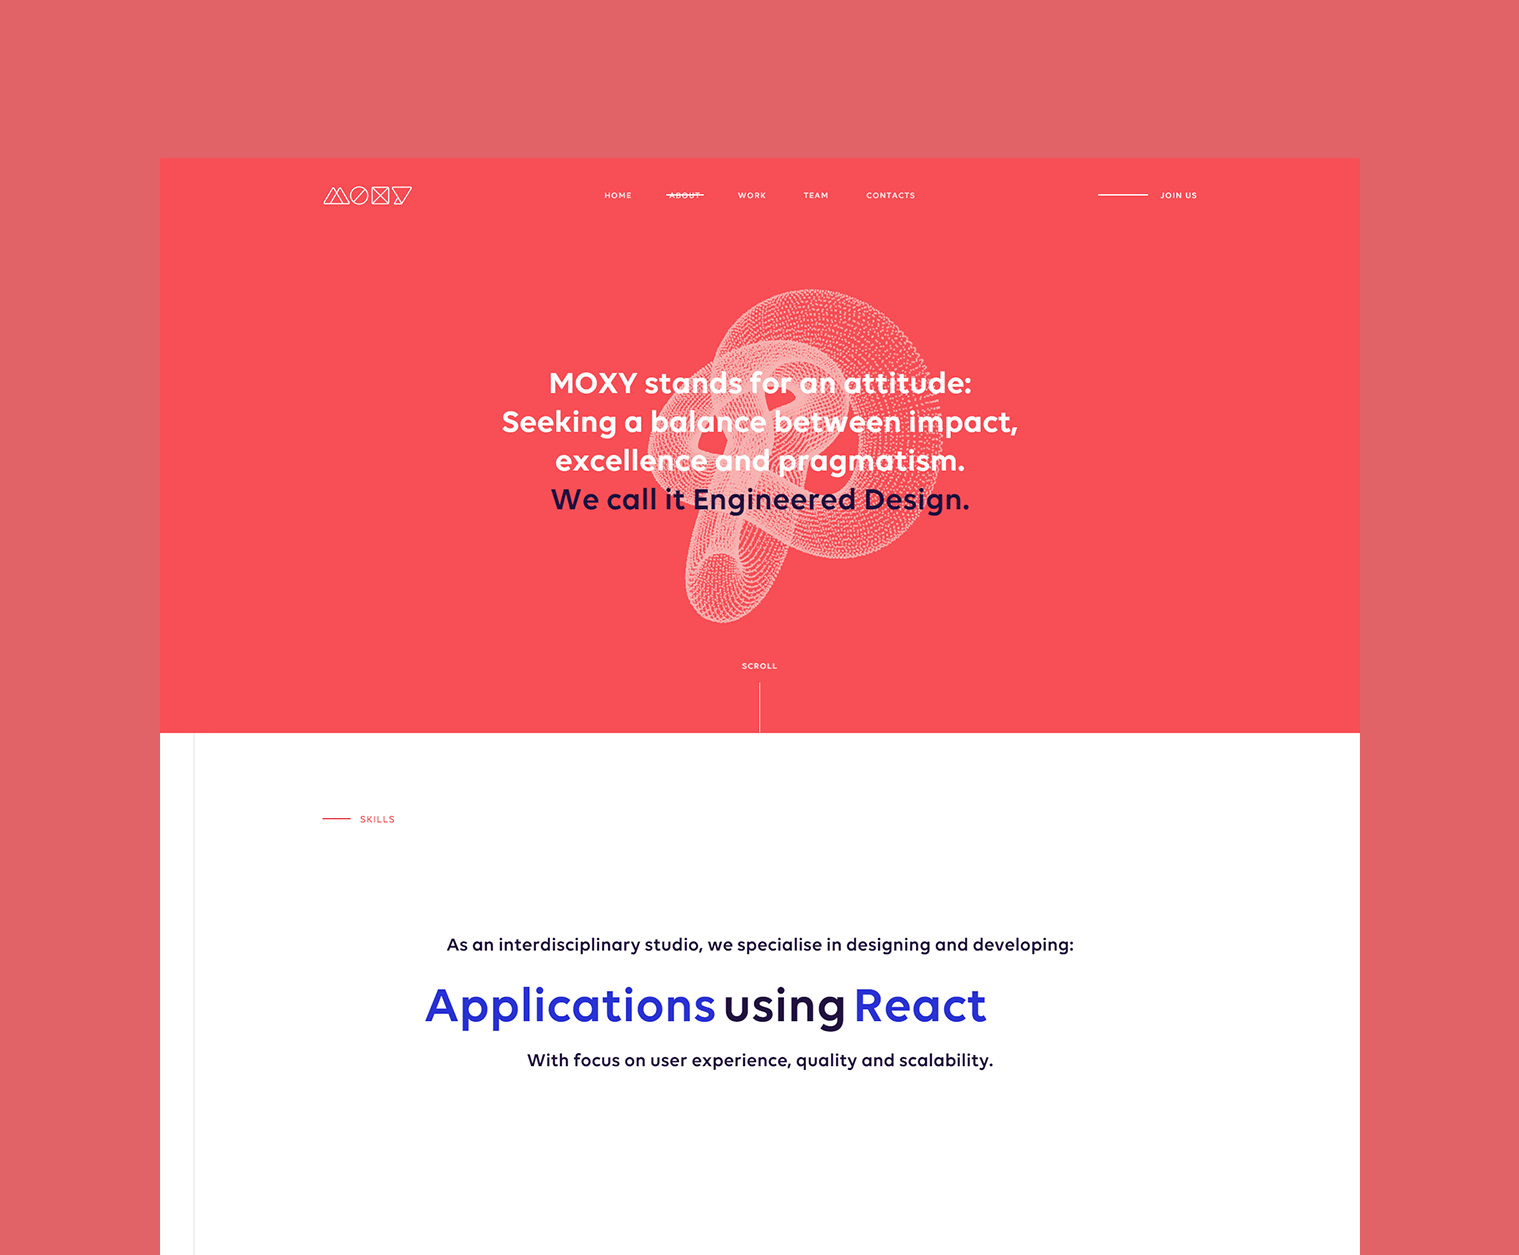 MOXY
HOME ABOUT WORK TEAM CONTACTS
JOIN US
MOXY stands for an attitude:
Seeking a balance between impact,
excellence and pragmatism.
We call it Engineered Design.
SCROLL
SKILLS
As an interdisciplinary studio, we specialise in designing and developing:
Applications using React
With focus on user experience, quality and scalability.